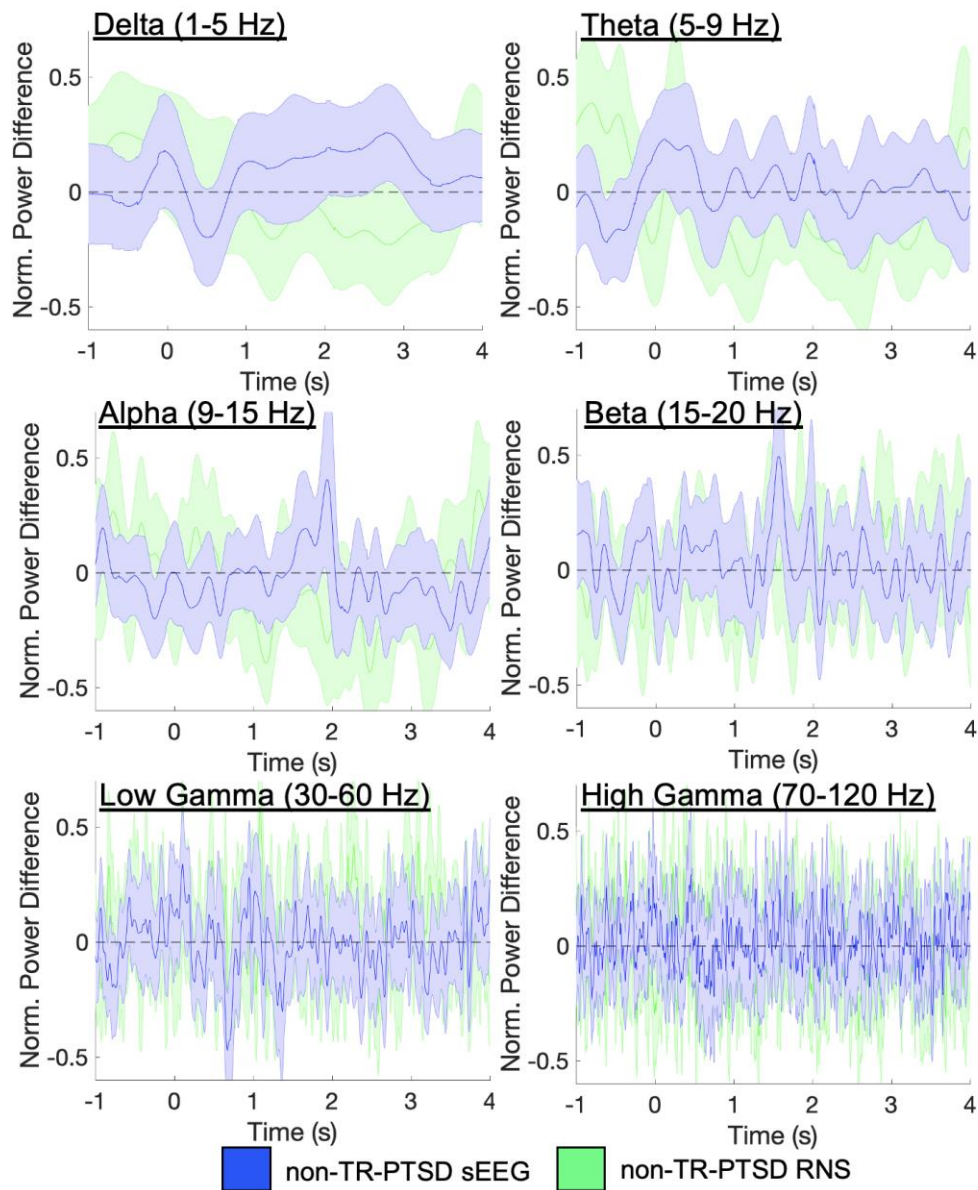 Delta (1-5 Hz)
Norm. Power Difference
0.5
0
-0.5
-1 0 1 2 3 4
Time (s)
Theta (5-9 Hz)
Norm. Power Difference
0.5
0
-0.5
-1 0 1 2 3 4
Time (s)
Alpha (9-15 Hz)
Norm. Power Difference
0.5
0
-0.5
-1 0 1 2 3 4
Time (s)
Beta (15-20 Hz)
Norm. Power Difference
0.5
0
-0.5
-1 0 1 2 3 4
Time (s)
Low Gamma (30-60 Hz)
Norm. Power Difference
0.5
0
-0.5
-1 0 1 2 3 4
Time (s)
High Gamma (70-120 Hz)
Norm. Power Difference
0.5
0
-0.5
-1 0 1 2 3 4
Time (s)
non-TR-PTSD sEEG
non-TR-PTSD RNS